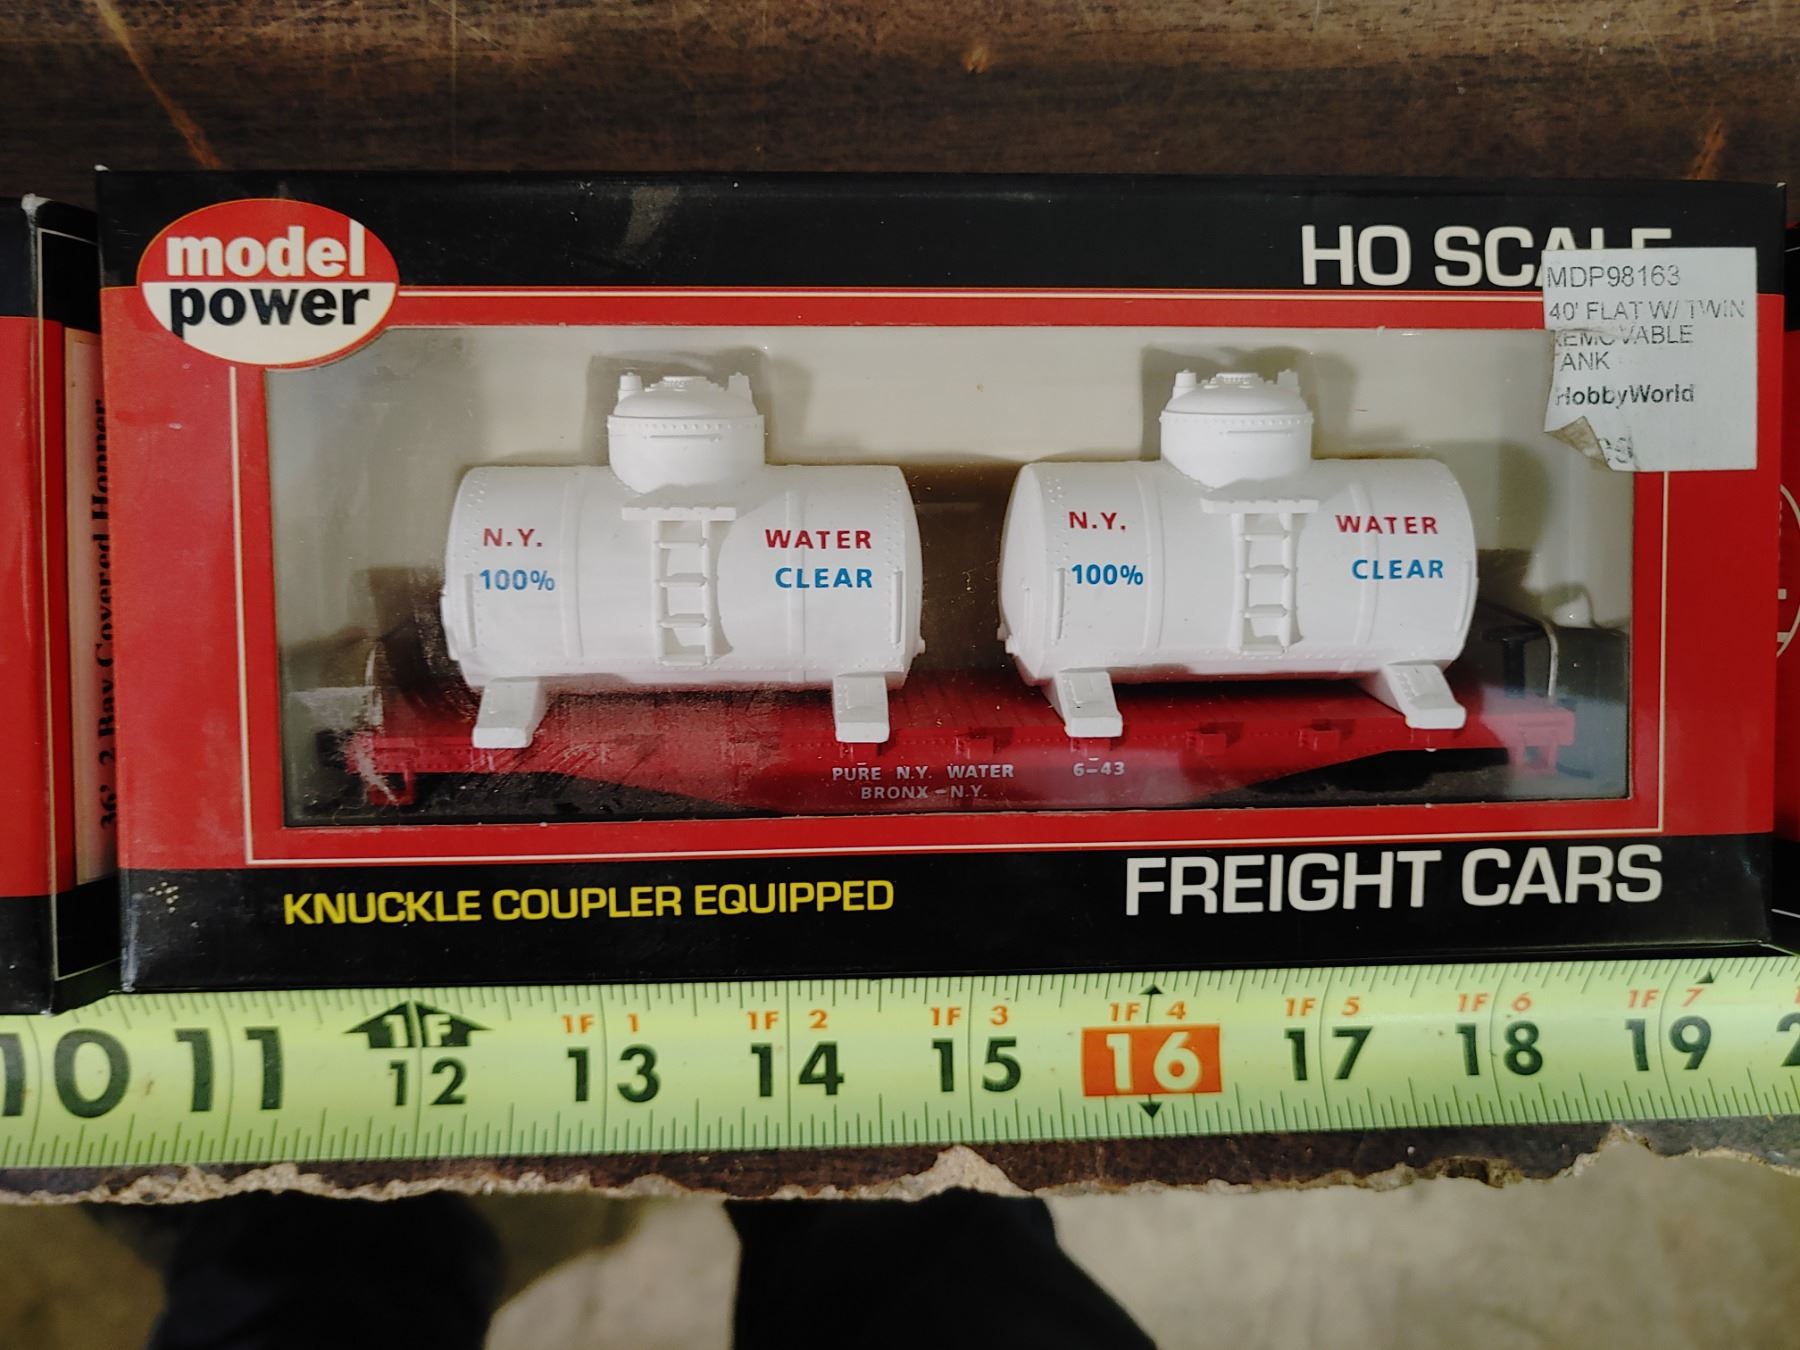 model
power
HO SCALE
MDP98163
40' FLAT W/ TWIN
REMOVABLE
TANK
HobbyWorld
N.Y. WATER
100% CLEAR
N.Y. WATER
100% CLEAR
PURE N.Y. WATER 6-43
BRONX-N.Y.
KNUCKLE COUPLER EQUIPPED
FREIGHT CARS
36' 2 Bay Covered Hopper
1F 1F 1 1F 2 1F 3 1F 4 1F 5 1F 6 1F 7
10 11 12 13 14 15 16 17 18 19